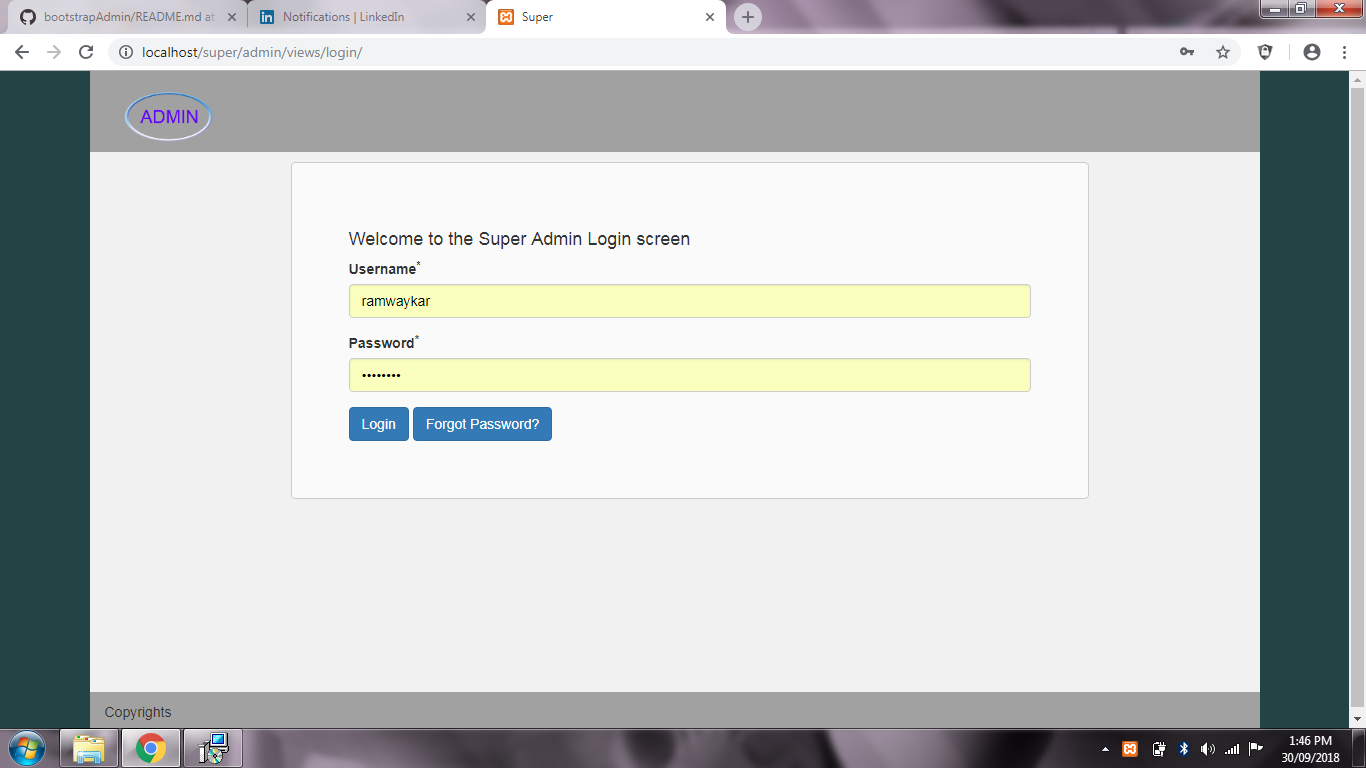 bootstrapAdmin/README.md at
Notifications | LinkedIn
Super
localhost/super/admin/views/login/
ADMIN
Welcome to the Super Admin Login screen
Username*
ramwaykar
Password*
••••••••
Login
Forgot Password?
Copyrights
1:46 PM
30/09/2018